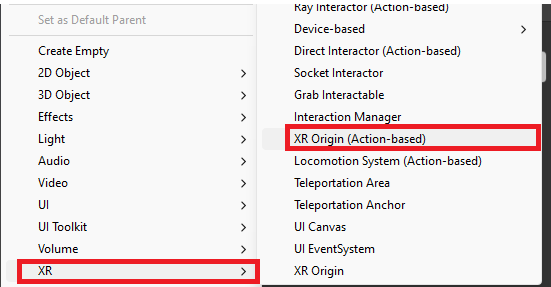 Set as Default Parent
Create Empty
2D Object
3D Object
Effects
Light
Audio
Video
UI
UI Toolkit
Volume
XR
Ray Interactor (Action-based)
Device-based
Direct Interactor (Action-based)
Socket Interactor
Grab Interactable
Interaction Manager
XR Origin (Action-based)
Locomotion System (Action-based)
Teleportation Area
Teleportation Anchor
UI Canvas
UI EventSystem
XR Origin